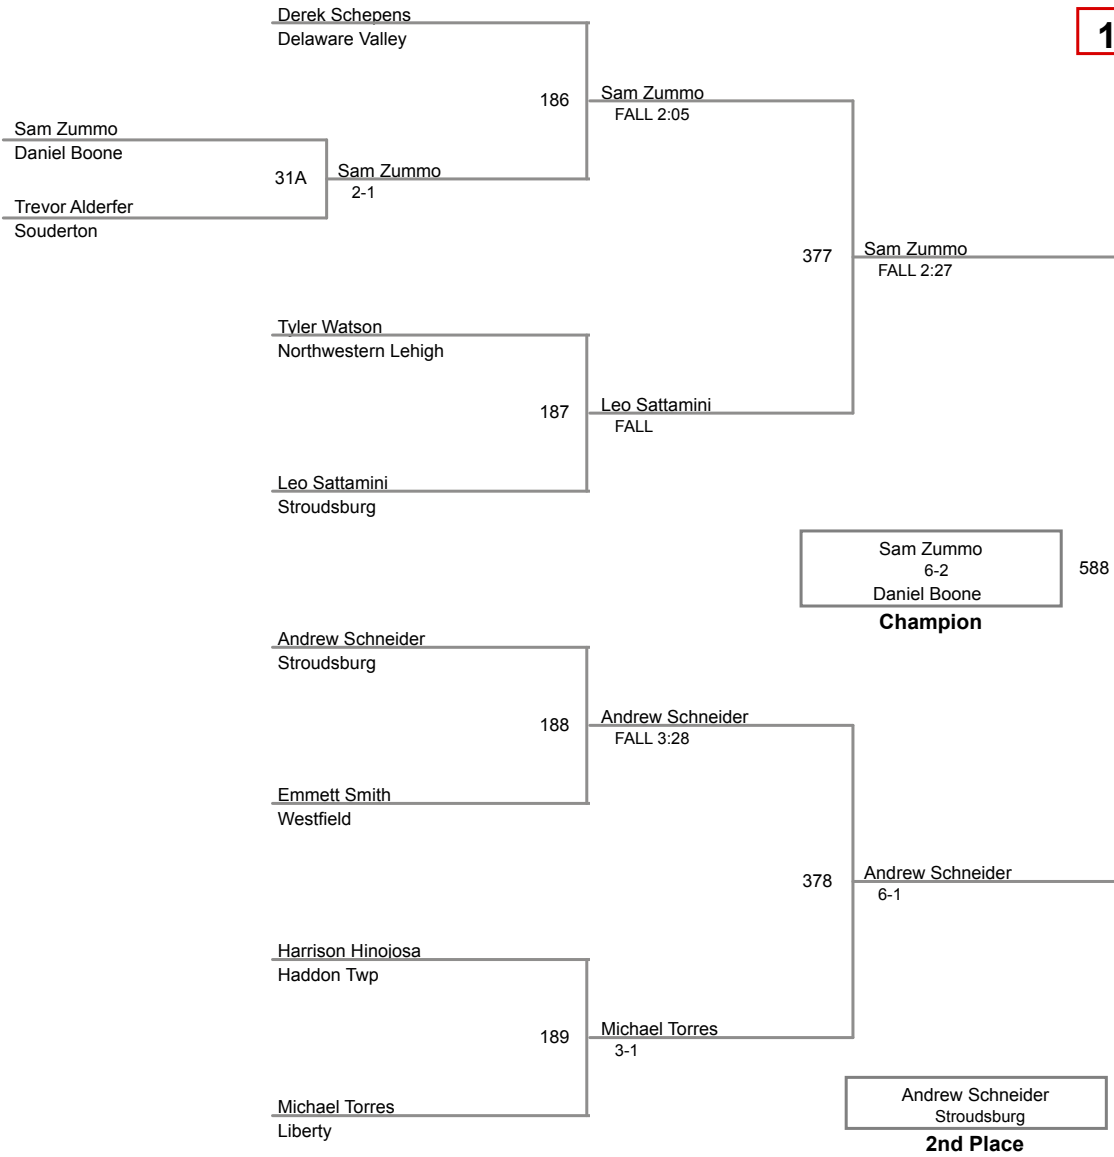 Derek Schepens
Delaware Valley
1
186
Sam Zummo
FALL 2:05
Sam Zummo
Daniel Boone
31A
Sam Zummo
2-1
Trevor Alderfer
Souderton
377
Sam Zummo
FALL 2:27
Tyler Watson
Northwestern Lehigh
187
Leo Sattamini
FALL
Leo Sattamini
Stroudsburg
Sam Zummo
6-2
Daniel Boone
588
Champion
Andrew Schneider
Stroudsburg
188
Andrew Schneider
FALL 3:28
Emmett Smith
Westfield
378
Andrew Schneider
6-1
Harrison Hinojosa
Haddon Twp
189
Michael Torres
3-1
Michael Torres
Liberty
Andrew Schneider
Stroudsburg
2nd Place